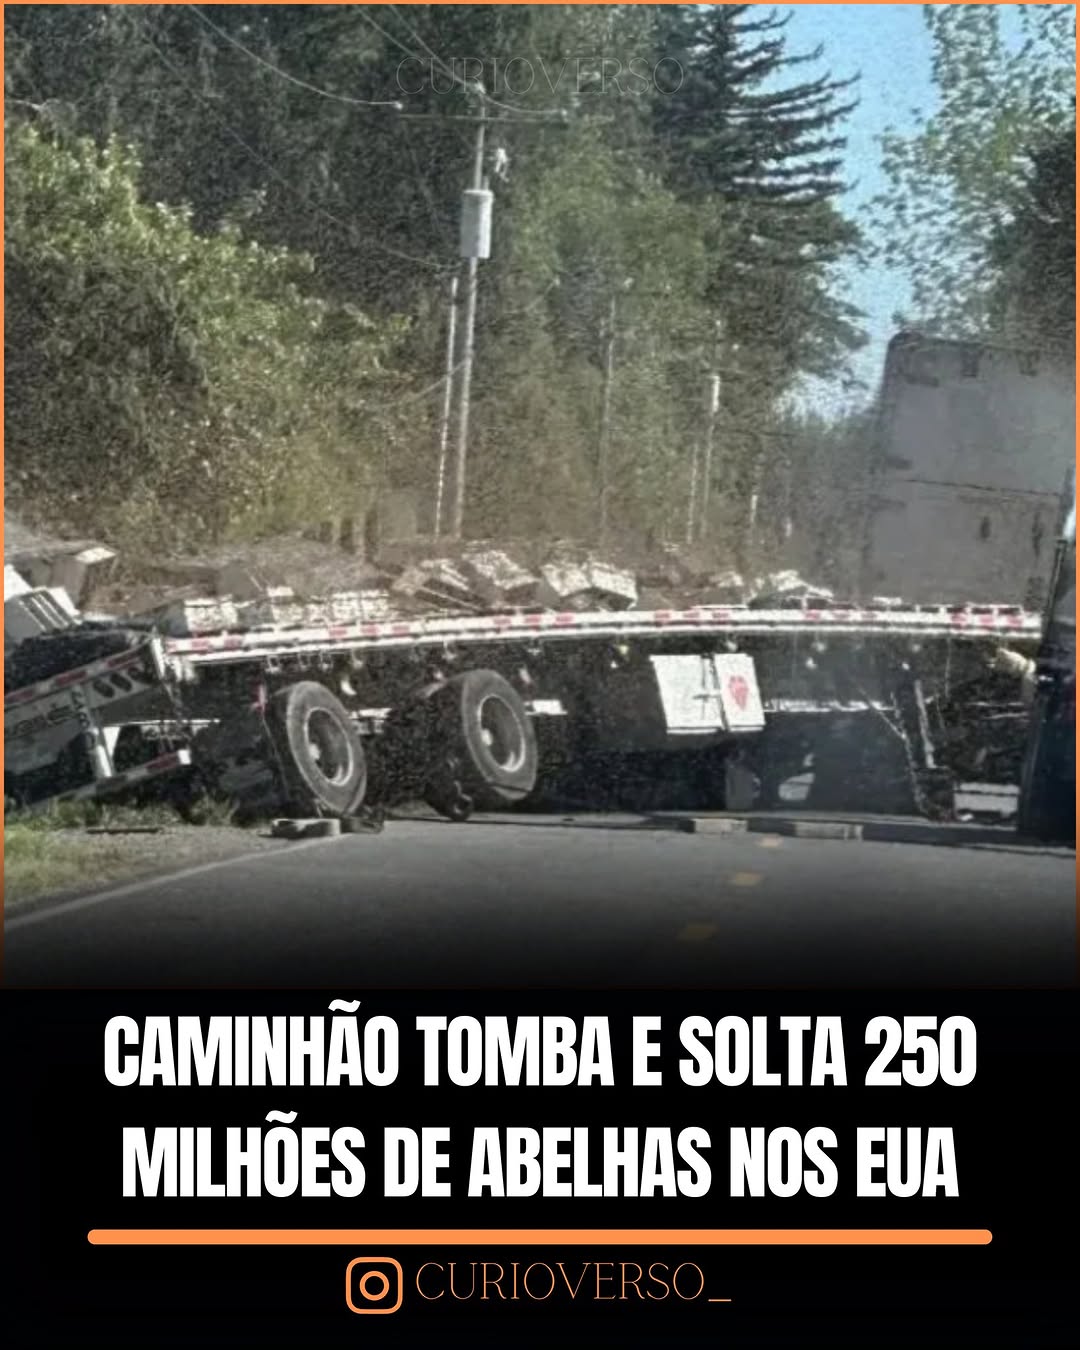 CURIOVERSO
CAMINHÃO TOMBA E SOLTA 250
MILHÕES DE ABELHAS NOS EUA
CURIOVERSO_